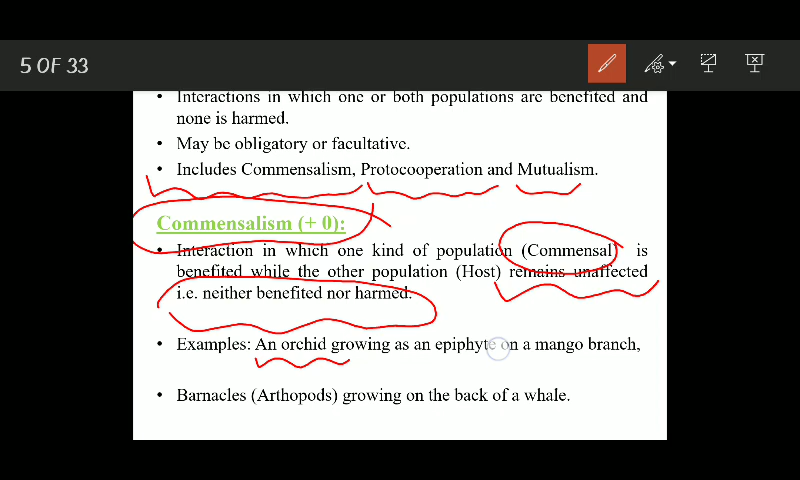 5 OF 33
• Interactions in which one or both populations are benefited and
none is harmed.
• May be obligatory or facultative.
• Includes Commensalism, Protocooperation and Mutualism.
Commensalism (+ 0):
• Interaction in which one kind of population (Commensal) is
benefited while the other population (Host) remains unaffected
i.e. neither benefited nor harmed.
• Examples: An orchid growing as an epiphyte on a mango branch,
• Barnacles (Arthopods) growing on the back of a whale.